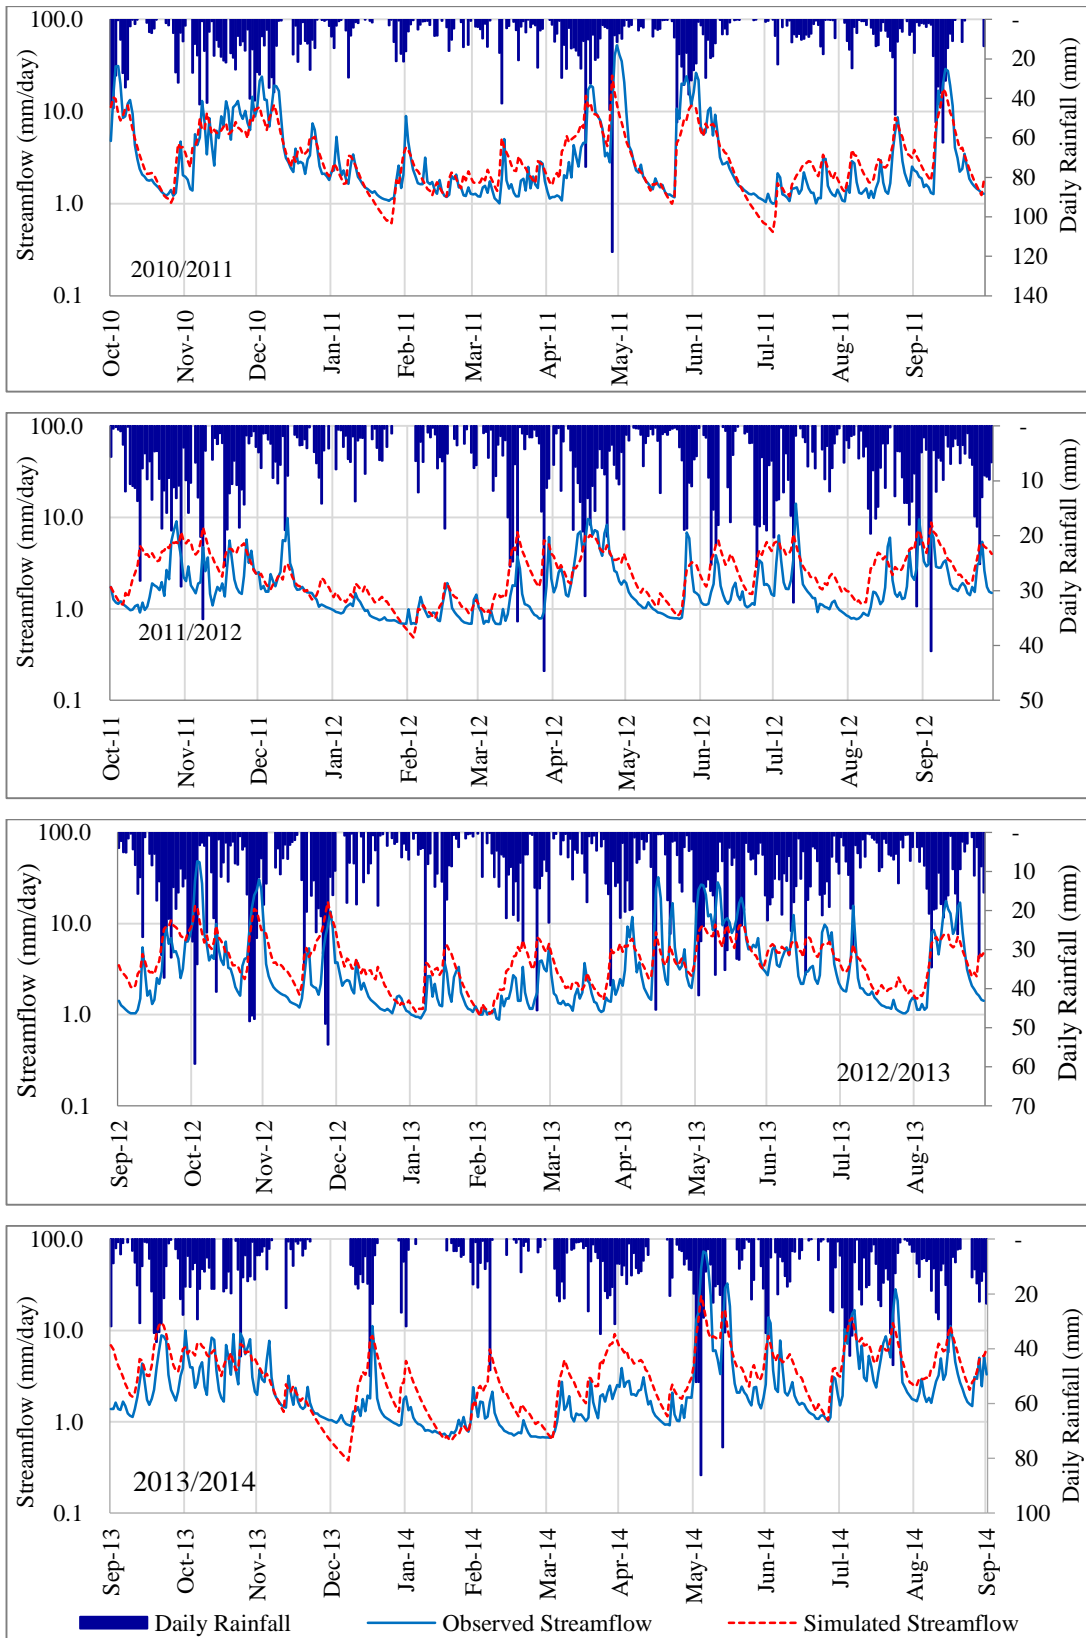 100.0
10.0
1.0
0.1
Streamflow (mm/day)
-
20
40
60
80
100
120
140
Daily Rainfall (mm)
2010/2011
Oct-10
Nov-10
Dec-10
Jan-11
Feb-11
Mar-11
Apr-11
May-11
Jun-11
Jul-11
Aug-11
Sep-11
100.0
10.0
1.0
0.1
Streamflow (mm/day)
-
10
20
30
40
50
Daily Rainfall (mm)
2011/2012
Oct-11
Nov-11
Dec-11
Jan-12
Feb-12
Mar-12
Apr-12
May-12
Jun-12
Jul-12
Aug-12
Sep-12
100.0
10.0
1.0
0.1
Streamflow (mm/day)
-
10
20
30
40
50
60
70
Daily Rainfall (mm)
2012/2013
Sep-12
Oct-12
Nov-12
Dec-12
Jan-13
Feb-13
Mar-13
Apr-13
May-13
Jun-13
Jul-13
Aug-13
100.0
10.0
1.0
0.1
Streamflow (mm/day)
-
20
40
60
80
100
Daily Rainfall (mm)
2013/2014
Sep-13
Oct-13
Nov-13
Dec-13
Jan-14
Feb-14
Mar-14
Apr-14
May-14
Jun-14
Jul-14
Aug-14
Sep-14
Daily Rainfall
Observed Streamflow
Simulated Streamflow